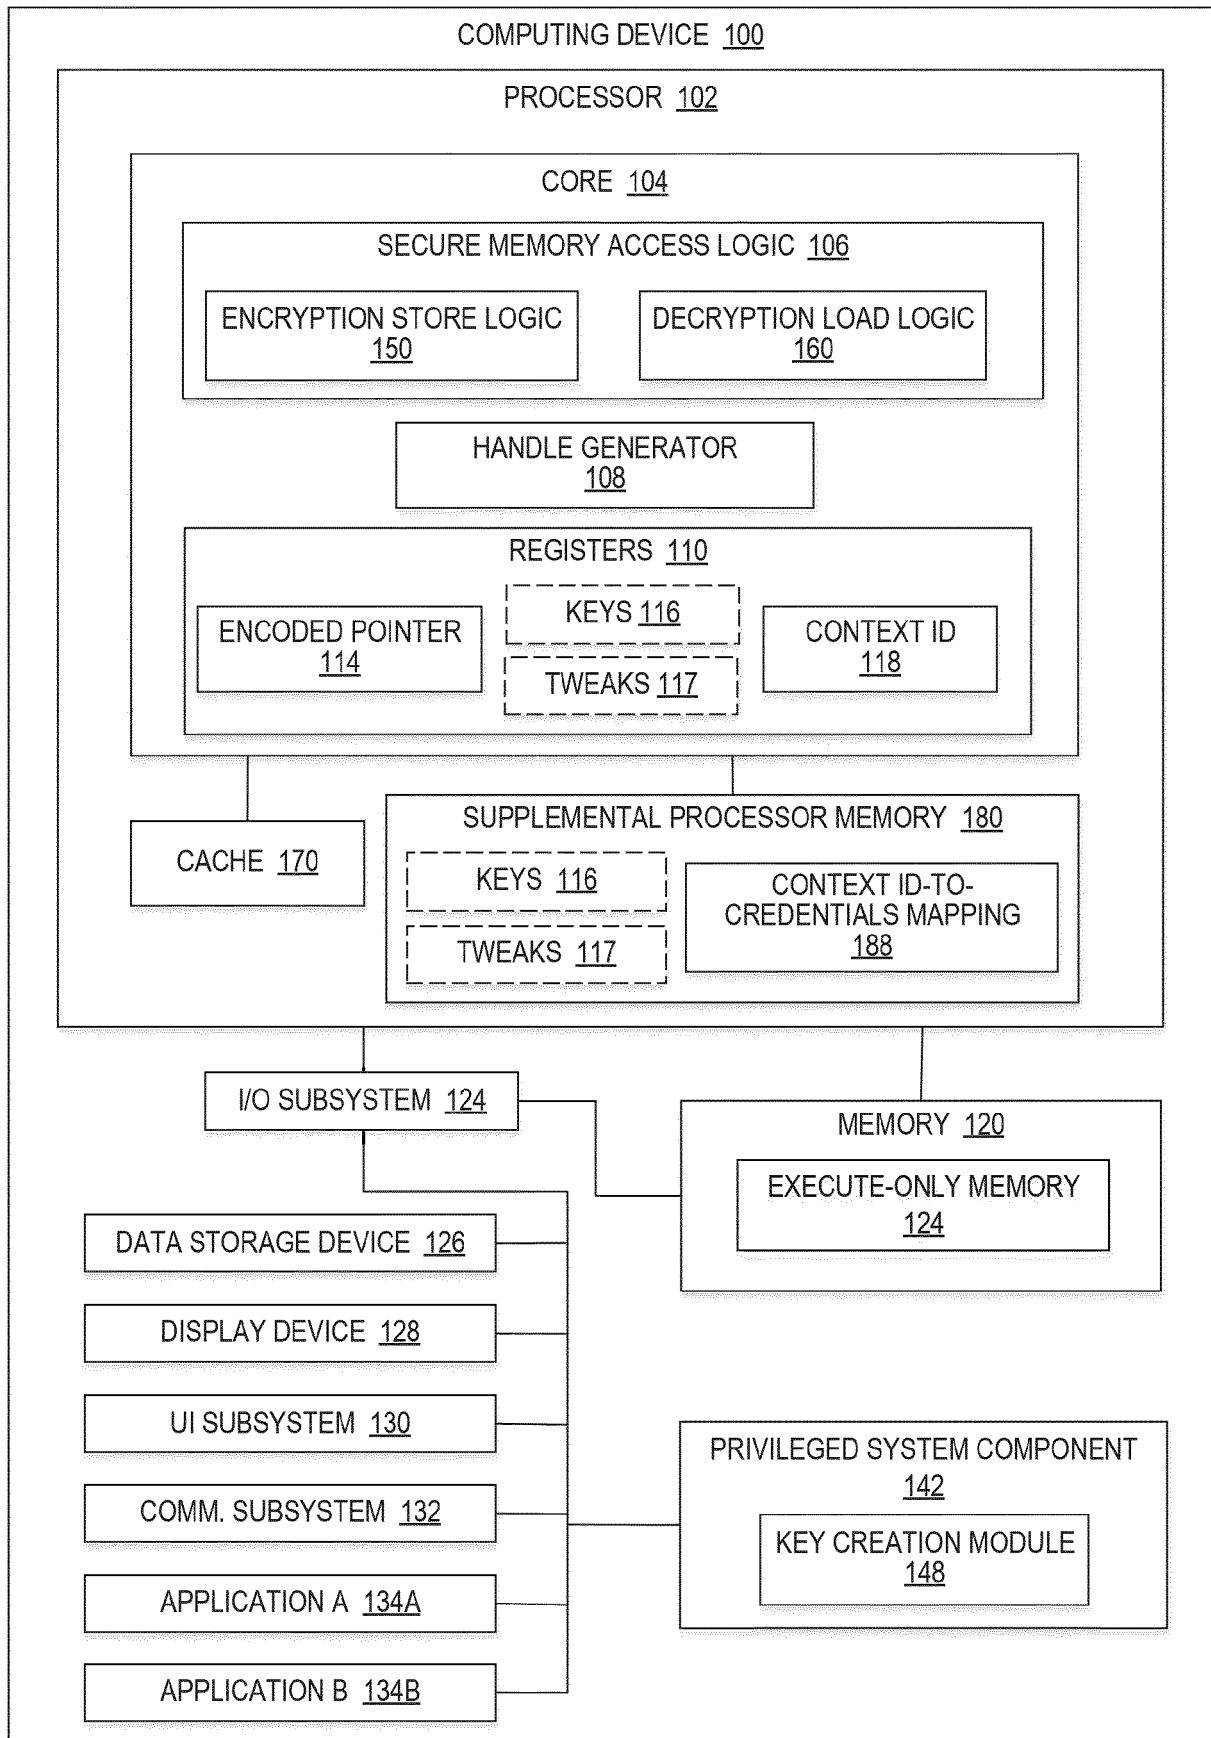 COMPUTING DEVICE 100
PROCESSOR 102
CORE 104
SECURE MEMORY ACCESS LOGIC 106
ENCRYPTION STORE LOGIC
150
DECRYPTION LOAD LOGIC
160
HANDLE GENERATOR
108
REGISTERS 110
ENCODED POINTER
114
KEYS 116
TWEAKS 117
CONTEXT ID
118
CACHE 170
SUPPLEMENTAL PROCESSOR MEMORY 180
KEYS 116
TWEAKS 117
CONTEXT ID-TO-
CREDENTIALS MAPPING
188
I/O SUBSYSTEM 124
MEMORY 120
EXECUTE-ONLY MEMORY
124
DATA STORAGE DEVICE 126
DISPLAY DEVICE 128
UI SUBSYSTEM 130
COMM. SUBSYSTEM 132
APPLICATION A 134A
APPLICATION B 134B
PRIVILEGED SYSTEM COMPONENT
142
KEY CREATION MODULE
148